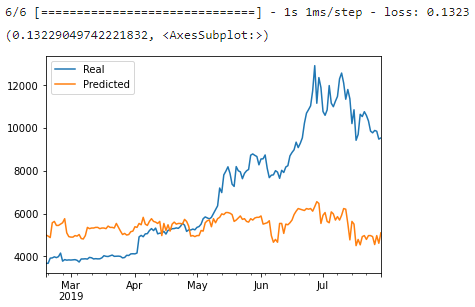 6/6 [==============================] - 1s 1ms/step - loss: 0.1323
(0.13229049742221832, <AxesSubplot:>)
Real
Predicted
12000
10000
8000
6000
4000
Mar Apr May Jun Jul
2019